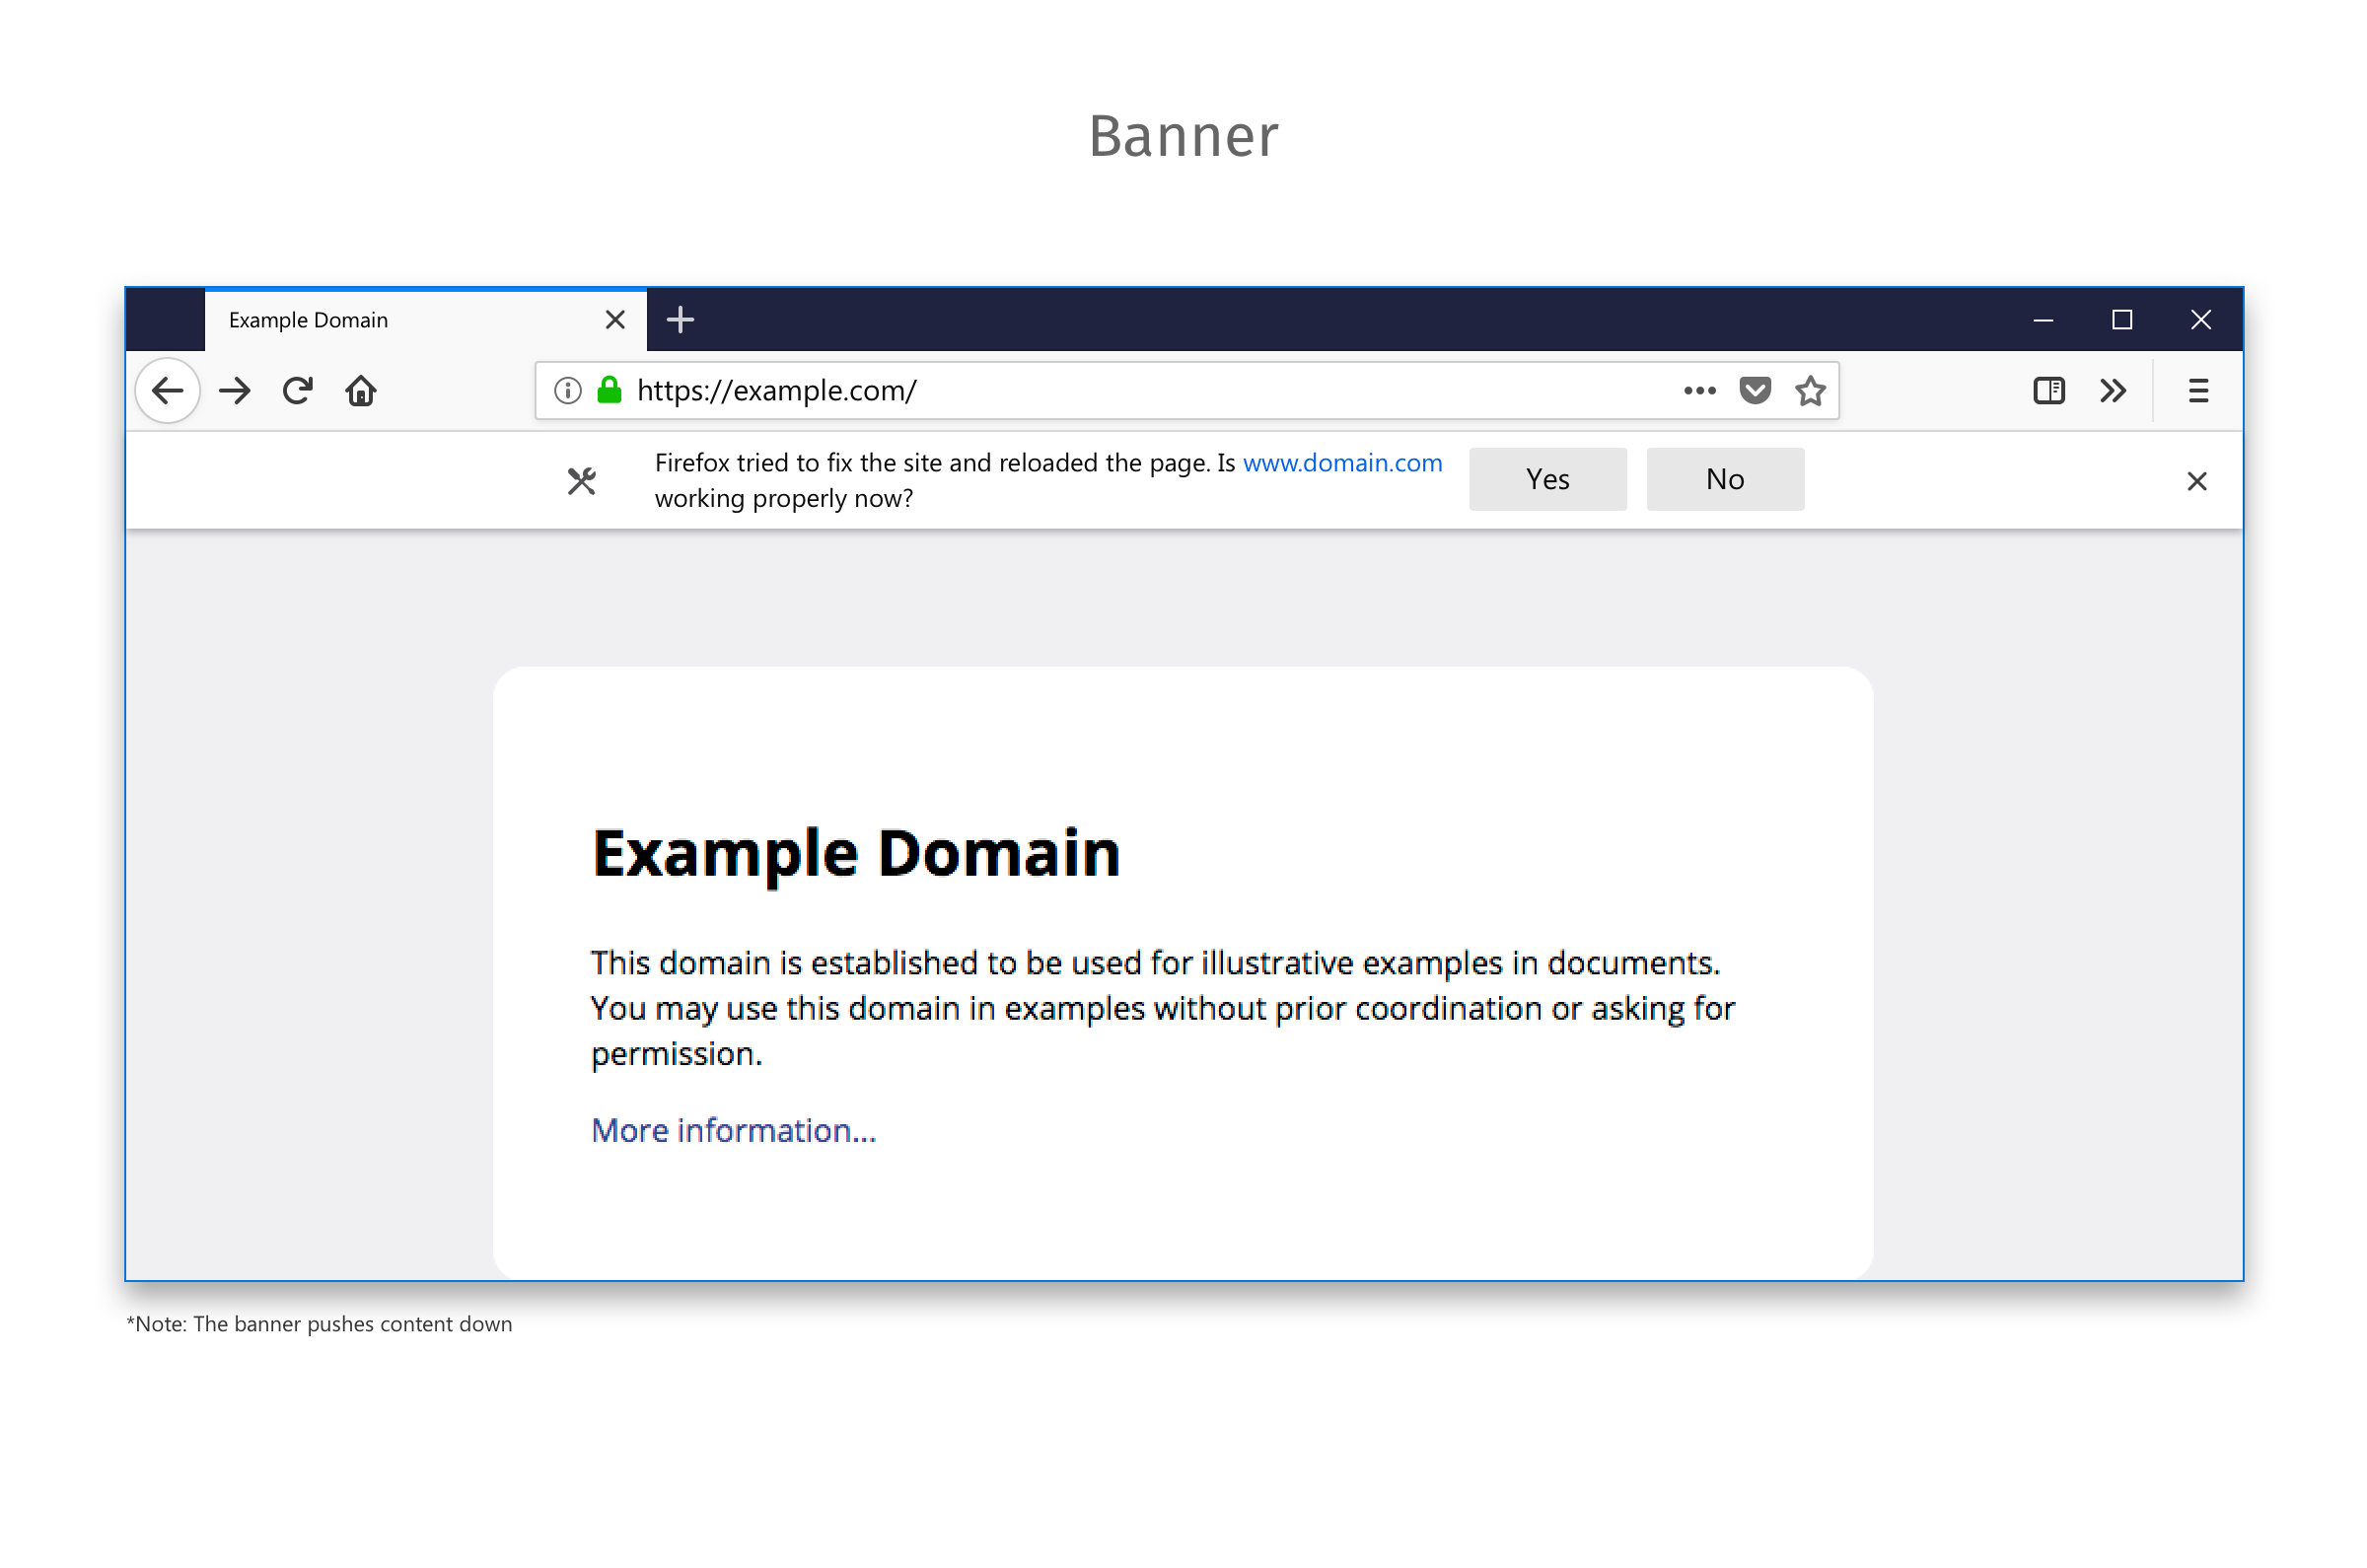 Banner
Example Domain
https://example.com/
Firefox tried to fix the site and reloaded the page. Is www.domain.com
working properly now?
Yes
No
Example Domain
This domain is established to be used for illustrative examples in documents.
You may use this domain in examples without prior coordination or asking for
permission.
More information...
*Note: The banner pushes content down